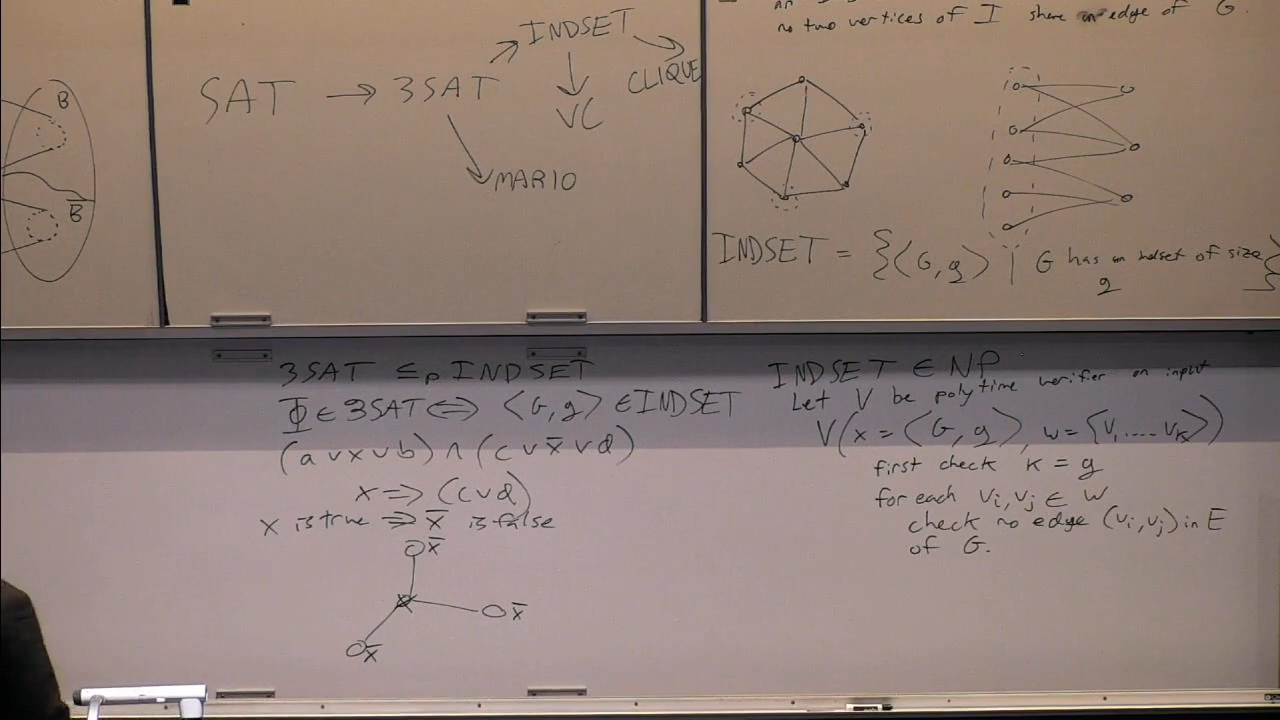 B
B̅
SAT → 3SAT
INDSET
CLIQUE
VC
MARIO
no two vertices of I share an edge of G.
INDSET = {⟨G,g⟩ | G has an indset of size g}
3SAT ≤p INDSET
Φ ∈ 3SAT ⟺ ⟨G,g⟩ ∈ INDSET
(a ∨ x ∨ b) ∧ (c ∨ x̅ ∨ d)
x ⟹ (c ∨ d)
x is true ⟹ x̅ is false
x̅
x
x̅
x̅
INDSET ∈ NP
Let V be polytime verifier on input
V(x = ⟨G,g⟩, w = {v₁, .... vₖ})
first check k = g
for each vᵢ, vⱼ ∈ w
check no edge (vᵢ, vⱼ) in E
of G.